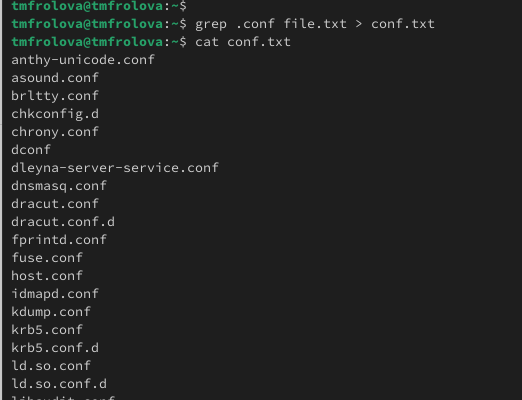 tmfrolova@tmfrolova:~$
tmfrolova@tmfrolova:~$ grep .conf file.txt > conf.txt
tmfrolova@tmfrolova:~$ cat conf.txt
anthy-unicode.conf
asound.conf
brltty.conf
chkconfig.d
chrony.conf
dconf
dleyna-server-service.conf
dnsmasq.conf
dracut.conf
dracut.conf.d
fprintd.conf
fuse.conf
host.conf
idmapd.conf
kdump.conf
krb5.conf
krb5.conf.d
ld.so.conf
ld.so.conf.d
libaudit.conf